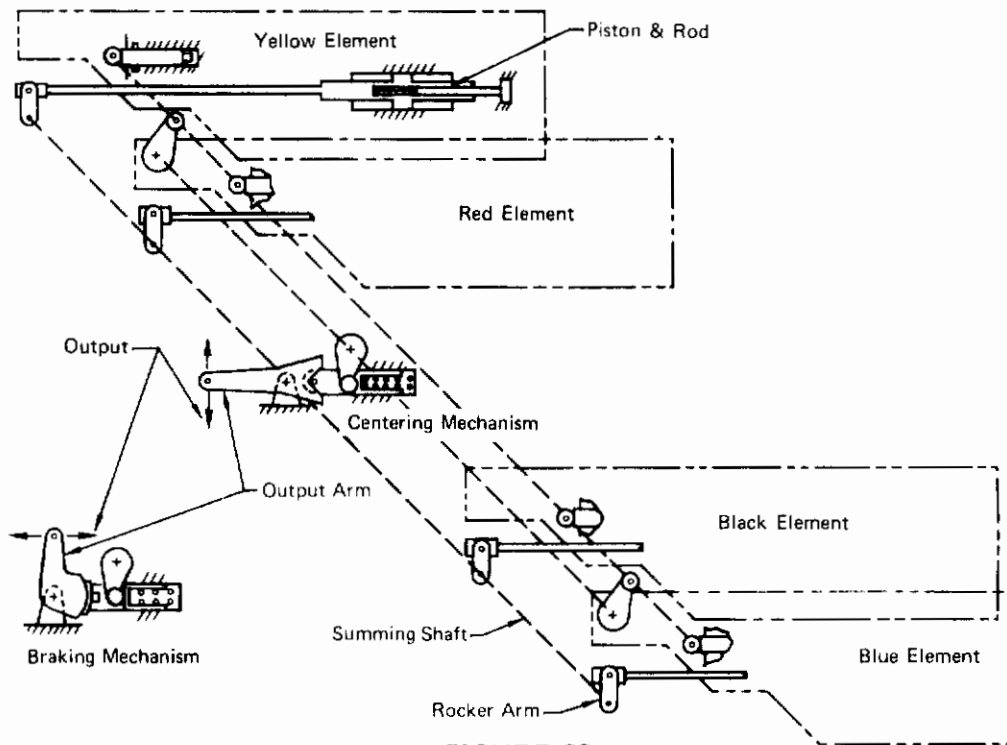 Yellow Element
Piston & Rod
Red Element
Output
Centering Mechanism
Output Arm
Black Element
Summing Shaft
Braking Mechanism
Blue Element
Rocker Arm